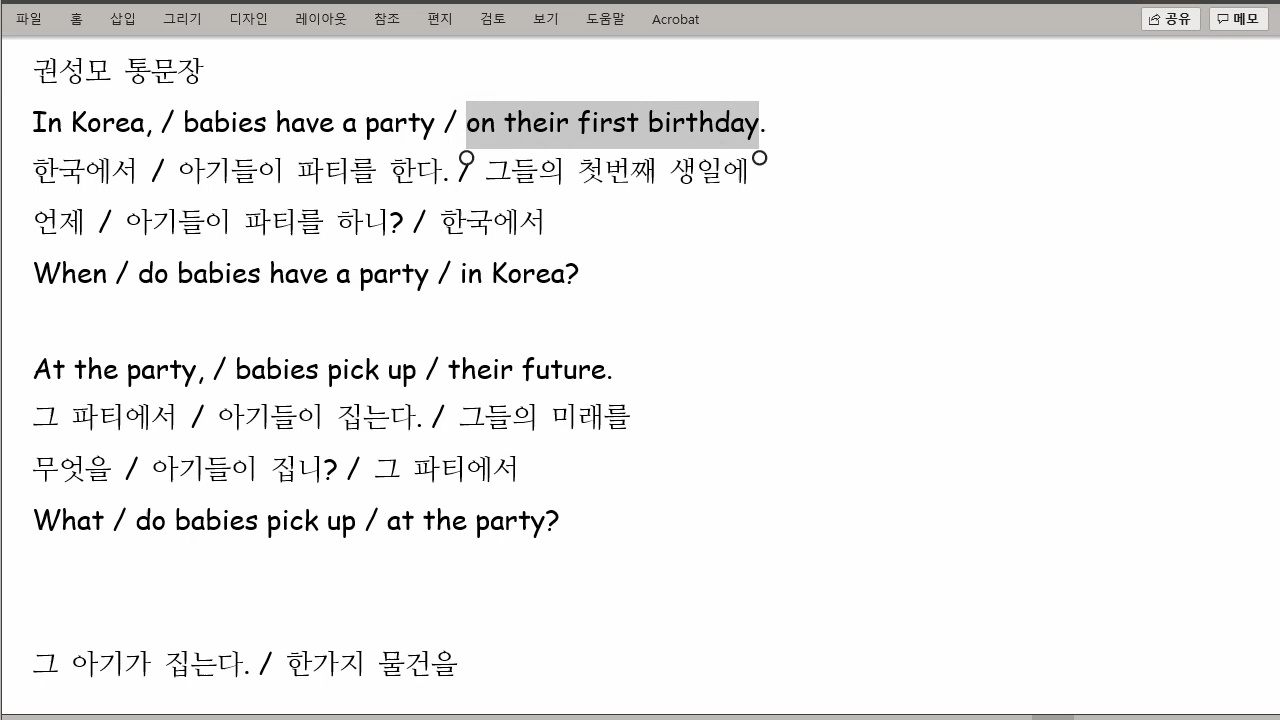 파일 홈 삽입 그리기 디자인 레이아웃 참조 편지 검토 보기 도움말 Acrobat 공유 메모
권성모 통문장
In Korea, / babies have a party / on their first birthday.
한국에서 / 아기들이 파티를 한다. / 그들의 첫번째 생일에
언제 / 아기들이 파티를 하니? / 한국에서
When / do babies have a party / in Korea?
At the party, / babies pick up / their future.
그 파티에서 / 아기들이 집는다. / 그들의 미래를
무엇을 / 아기들이 집니? / 그 파티에서
What / do babies pick up / at the party?
그 아기가 집는다. / 한가지 물건을